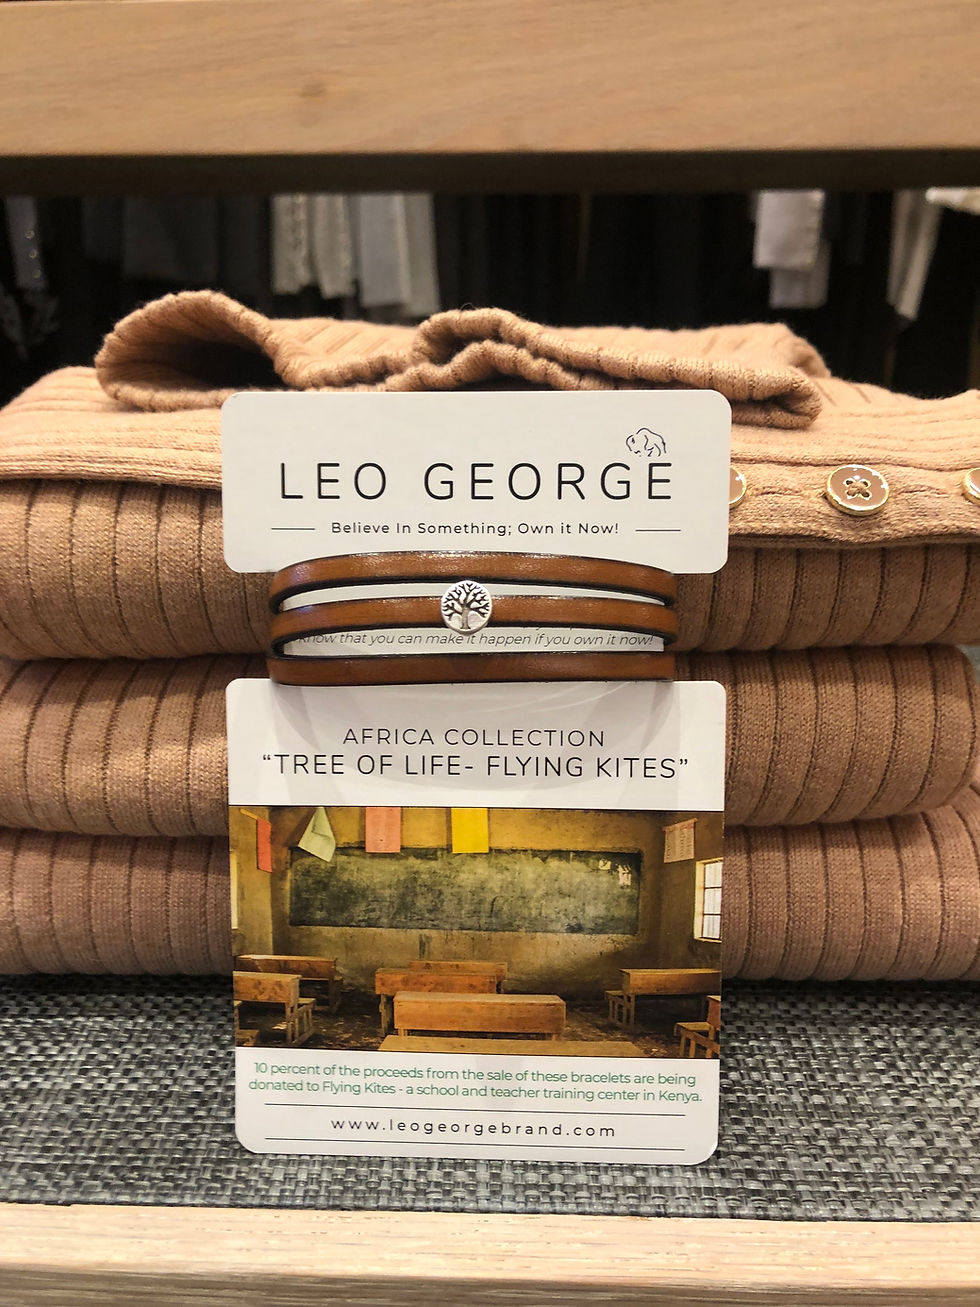 LEO GEORGE
Believe In Something; Own it Now!
know that you can make it happen if you own it now!
AFRICA COLLECTION
“TREE OF LIFE- FLYING KITES”
10 percent of the proceeds from the sale of these bracelets are being
donated to Flying Kites - a school and teacher training center in Kenya.
www.leogeorgebrand.com